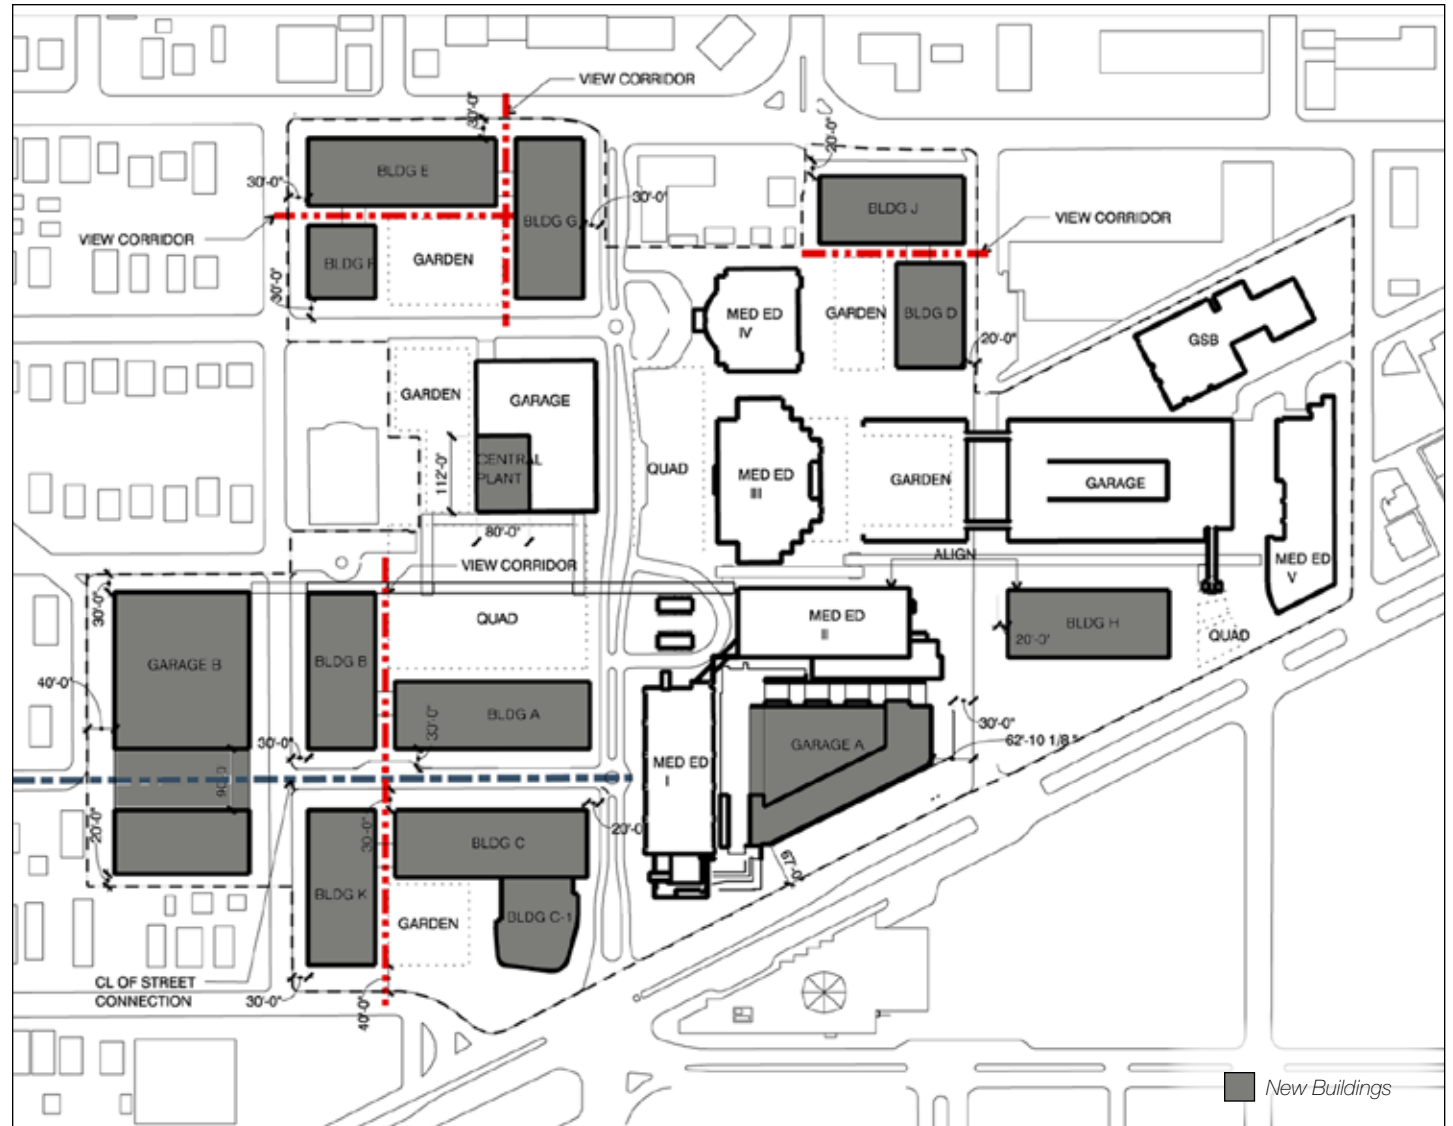 VIEW CORRIDOR
30'-0"
20'-0"
BLDG E
30'-0"
30'-0"
BLDG J
BLDG G
VIEW CORRIDOR
VIEW CORRIDOR
BLDG F
GARDEN
30'-0"
MED ED
IV
GARDEN
BLDG D
20'-0"
GSB
GARDEN
GARAGE
CENTRAL
PLANT
112'-0"
QUAD
MED ED
III
GARDEN
GARAGE
80'-0"
VIEW CORRIDOR
ALIGN
MED ED
V
30'-0"
QUAD
MED ED
II
BLDG H
20'-0"
QUAD
GARAGE B
BLDG B
40'-0"
BLDG A
30'-0"
30'-0"
30'-0"
62'-10 1/8 "
GARAGE A
MED ED
I
90'-0
20'-0"
30'-0"
BLDG C
20'-0
67'-0"
BLDG K
GARDEN
BLDG C-1
CL OF STREET
CONNECTION
30'-0"
40'-0"
New Buildings